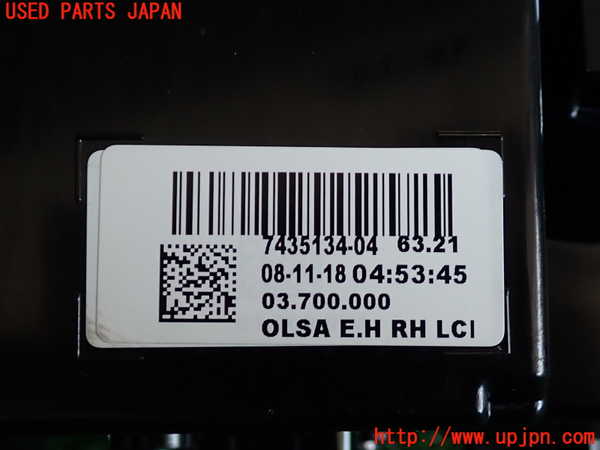 USED PARTS JAPAN
7435134-04 63.21
08-11-18 04:53:45
03.700.000
OLSA E.H RH LCI
http://www.upjpn.com/